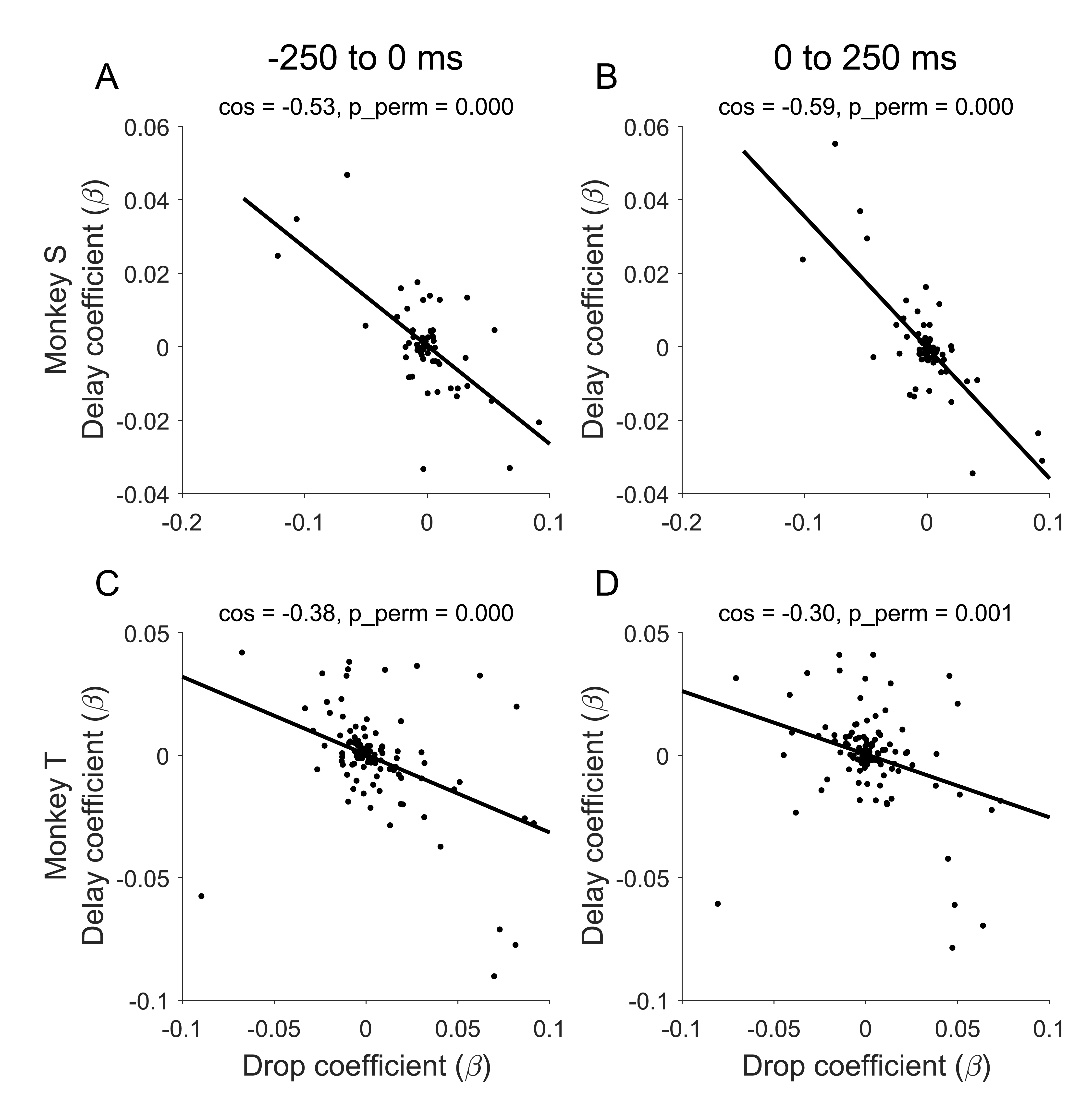 -250 to 0 ms
0 to 250 ms
A
B
cos = -0.53, p_perm = 0.000
cos = -0.59, p_perm = 0.000
Monkey S
Delay coefficient (β)
0.06
0.04
0.02
0
-0.02
-0.04
-0.2
-0.1
0
0.1
Delay coefficient (β)
0.06
0.04
0.02
0
-0.02
-0.04
-0.2
-0.1
0
0.1
C
D
cos = -0.38, p_perm = 0.000
cos = -0.30, p_perm = 0.001
Monkey T
Delay coefficient (β)
0.05
0
-0.05
-0.1
-0.1
-0.05
0
0.05
0.1
Drop coefficient (β)
Delay coefficient (β)
0.05
0
-0.05
-0.1
-0.1
-0.05
0
0.05
0.1
Drop coefficient (β)